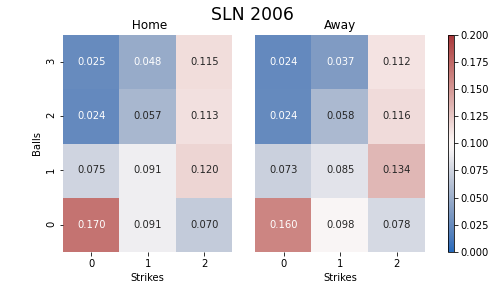 SLN 2006
Home
Away
3 0.025 0.048 0.115
0.024 0.037 0.112
2 0.024 0.057 0.113
0.024 0.058 0.116
1 0.075 0.091 0.120
0.073 0.085 0.134
0 0.170 0.091 0.070
0.160 0.098 0.078
Balls
0 1 2
0 1 2
Strikes
Strikes
0.200
0.175
0.150
0.125
0.100
0.075
0.050
0.025
0.000